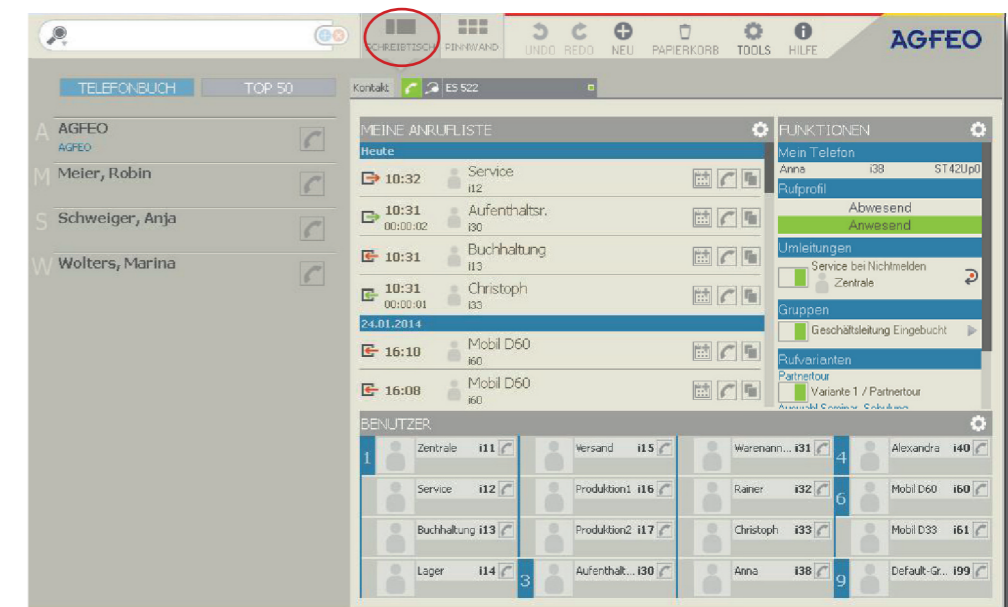 SCHREIBTISCH PINNWAND UNDO REDO NEU PAPIERKORB TOOLS HILFE AGFEO
TELEFONBUCH TOP 50
Kontakt ES 522
A AGFEO
AGFEO
M Meier, Robin
S Schweiger, Anja
W Wolters, Marina
MEINE ANRUFLISTE
Heute
10:32 Service
i12
10:31 Aufenthaltsr.
00:00:02 i30
10:31 Buchhaltung
i13
10:31 Christoph
00:00:01 i33
24.01.2014
16:10 Mobil D60
i60
16:08 Mobil D60
i60
FUNKTIONEN
Mein Telefon
Anna i38 ST42Up0
Rufprofil
Abwesend
Anwesend
Umleitungen
Service bei Nichtmelden
Zentrale
Gruppen
Geschäftsleitung Eingebucht
Rufvarianten
Partnertour
Variante 1 / Partnertour
BENUTZER
1 Zentrale i11 Versand i15 Warenann... i31 4 Alexandra i40
Service i12 Produktion1 i16 Rainer i32 6 Mobil D60 i60
Buchhaltung i13 Produktion2 i17 Christoph i33 Mobil D33 i61
Lager i14 3 Aufenthalt... i30 Anna i38 9 Default-Gr... i99